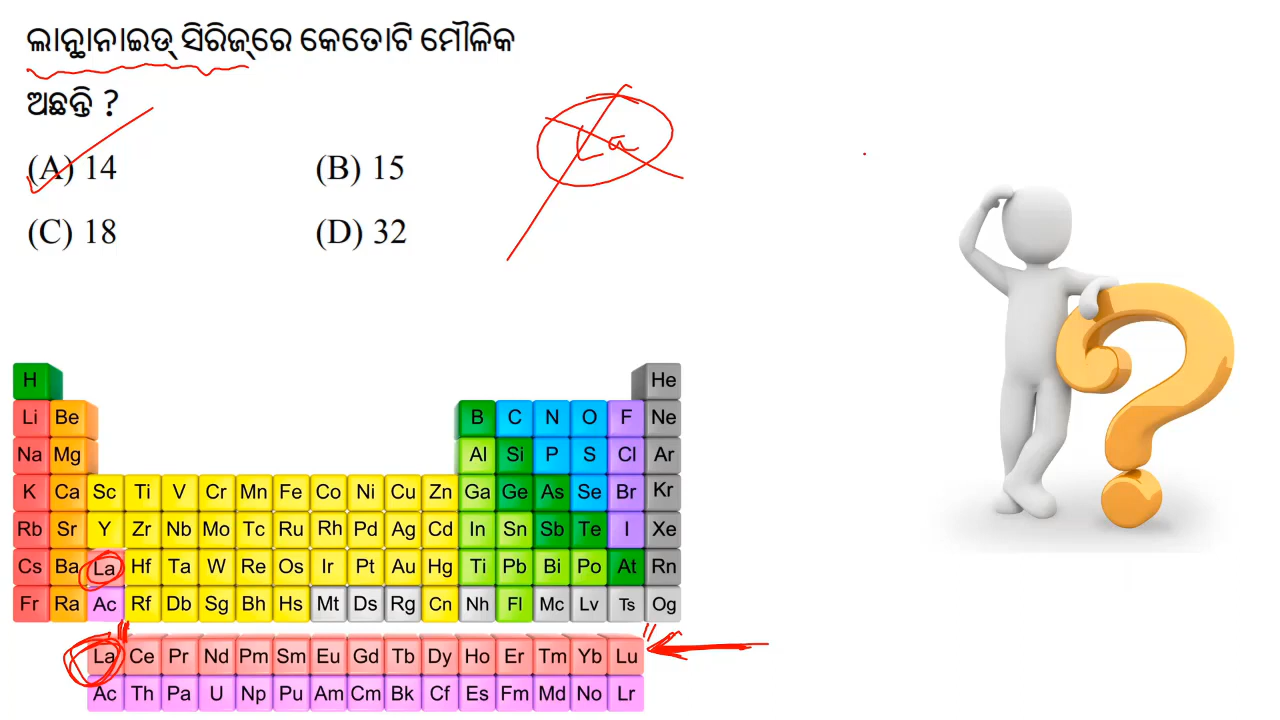 ଲାନ୍ଥାନାଇଡ୍ ସିରିଜ୍‌ରେ କେତୋଟି ମୌଳିକ
ଅଛନ୍ତି ?
(A) 14 (B) 15
(C) 18 (D) 32
La
H He
Li Be B C N O F Ne
Na Mg Al Si P S Cl Ar
K Ca Sc Ti V Cr Mn Fe Co Ni Cu Zn Ga Ge As Se Br Kr
Rb Sr Y Zr Nb Mo Tc Ru Rh Pd Ag Cd In Sn Sb Te I Xe
Cs Ba La Hf Ta W Re Os Ir Pt Au Hg Ti Pb Bi Po At Rn
Fr Ra Ac Rf Db Sg Bh Hs Mt Ds Rg Cn Nh Fl Mc Lv Ts Og
La Ce Pr Nd Pm Sm Eu Gd Tb Dy Ho Er Tm Yb Lu
Ac Th Pa U Np Pu Am Cm Bk Cf Es Fm Md No Lr